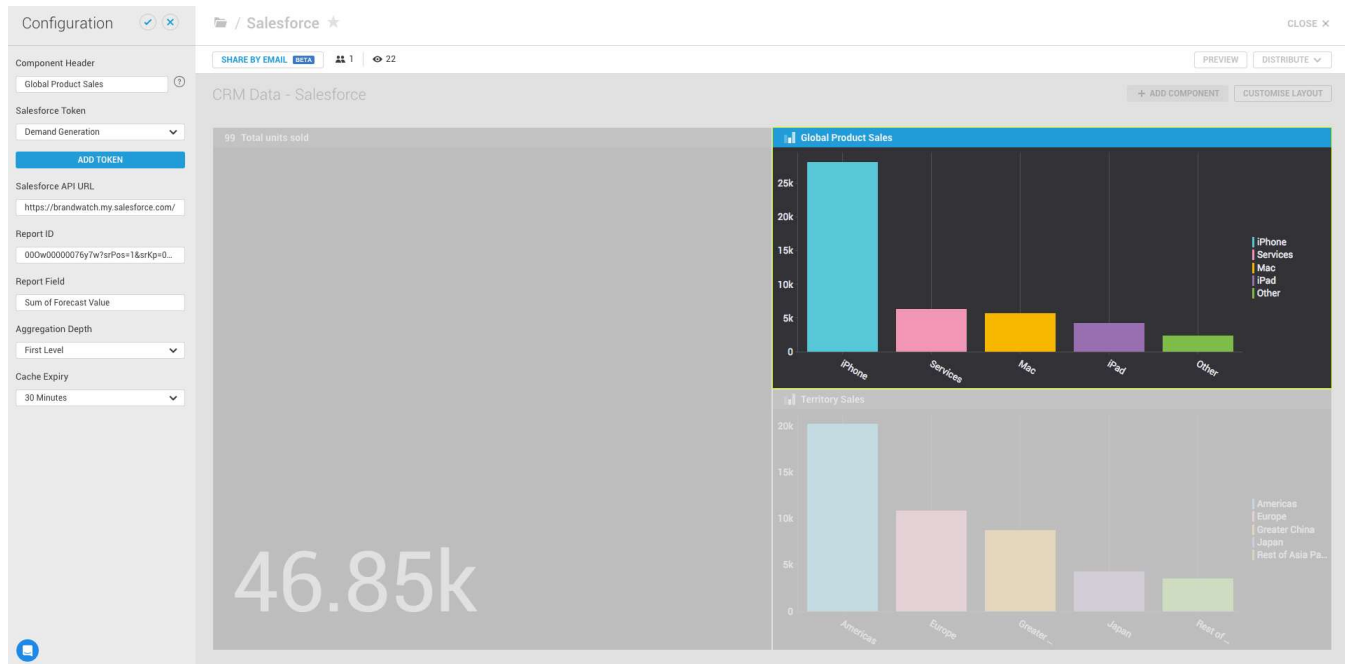 Configuration
/ Salesforce
CLOSE ×
Component Header
Global Product Sales
?
Salesforce Token
Demand Generation
ADD TOKEN
Salesforce API URL
https://brandwatch.my.salesforce.com/
Report ID
Report Field
Sum of Forecast Value
Aggregation Depth
First Level
Cache Expiry
30 Minutes
SHARE BY EMAIL BETA
1
22
PREVIEW
DISTRIBUTE
CRM Data - Salesforce
+ ADD COMPONENT
CUSTOMISE LAYOUT
99 Total units sold
46.85k
Global Product Sales
25k
20k
15k
10k
5k
0
iPhone
Services
Mac
iPad
Other
iPhone
Services
Mac
iPad
Other
Territory Sales
20k
15k
10k
5k
0
Americas
Europe
Greater ...
Japan
Rest of ...
Americas
Europe
Greater China
Japan
Rest of Asia Pa...